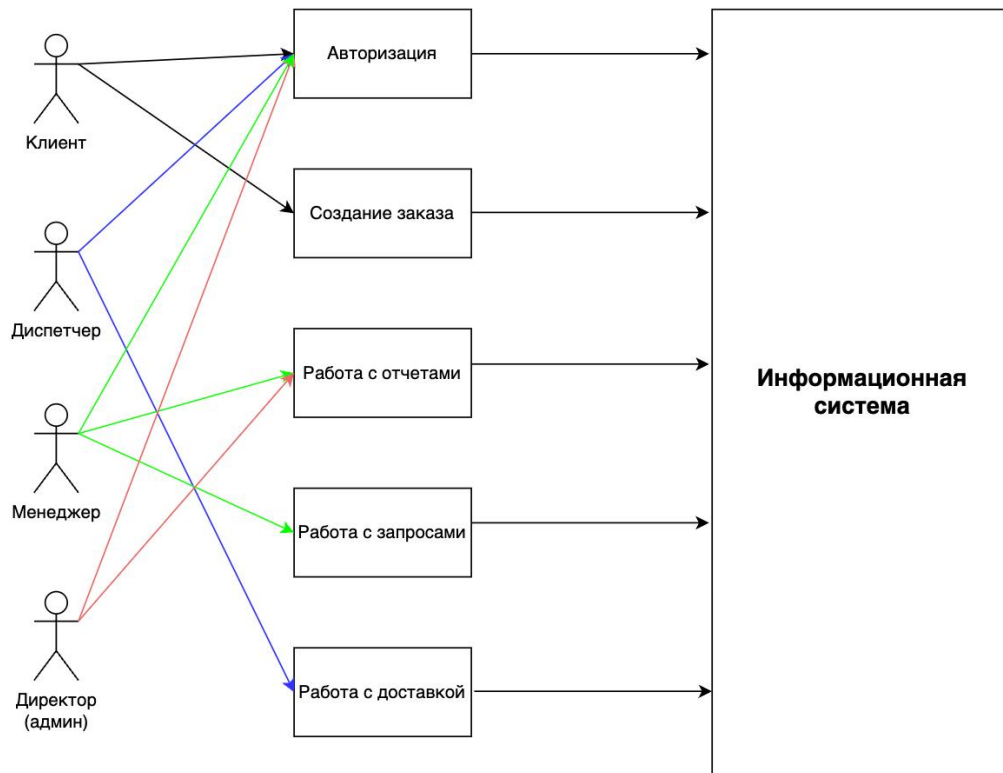 Авторизация
Клиент
Создание заказа
Диспетчер
Работа с отчетами
Информационная
система
Менеджер
Работа с запросами
Директор
(админ)
Работа с доставкой